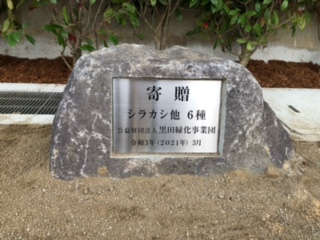 寄贈
シラカシ他 6種
公益財団法人 黒田緑化事業団
令和3年(2021年) 3月